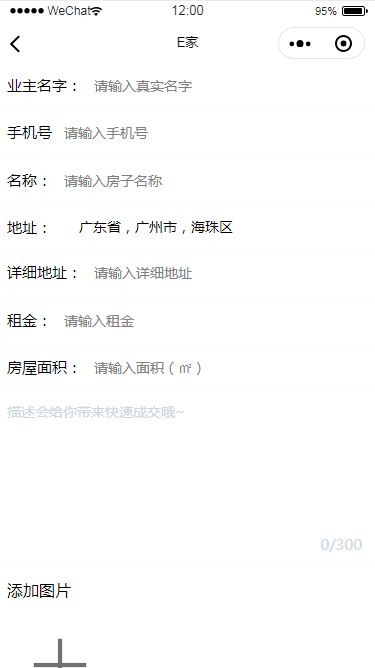 WeChat 12:00 95%
E家
业主名字： 请输入真实名字
手机号 请输入手机号
名称： 请输入房子名称
地址： 广东省，广州市，海珠区
详细地址： 请输入详细地址
租金： 请输入租金
房屋面积： 请输入面积（㎡）
描述会给你带来快速成交哦~
0/300
添加图片